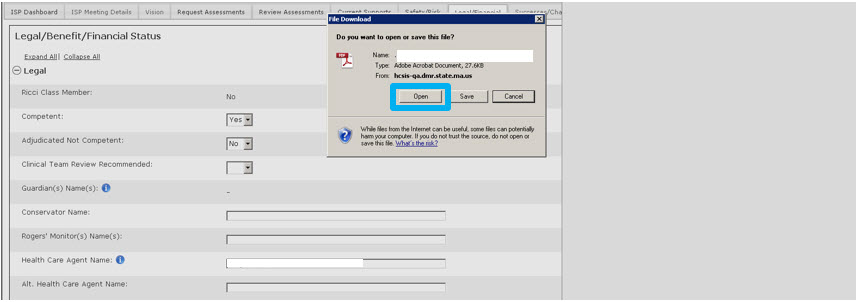 ISP Dashboard ISP Meeting Details Vision Request Assessments Review Assessments Current Supports Safety/Risk Legal/Financial Successes/Cha
File Download
Do you want to open or save this file?
Name:
Type: Adobe Acrobat Document, 27.6KB
From: hcsis-qa.dmr.state.ma.us
Open Save Cancel
While files from the Internet can be useful, some files can potentially
harm your computer. If you do not trust the source, do not open or
save this file. What's the risk?
Legal/Benefit/Financial Status
Expand All| Collapse All
Legal
Ricci Class Member: No
Competent: Yes
Adjudicated Not Competent: No
Clinical Team Review Recommended:
Guardian(s) Name(s): -
Conservator Name:
Rogers' Monitor(s) Name(s):
Health Care Agent Name:
Alt. Health Care Agent Name: